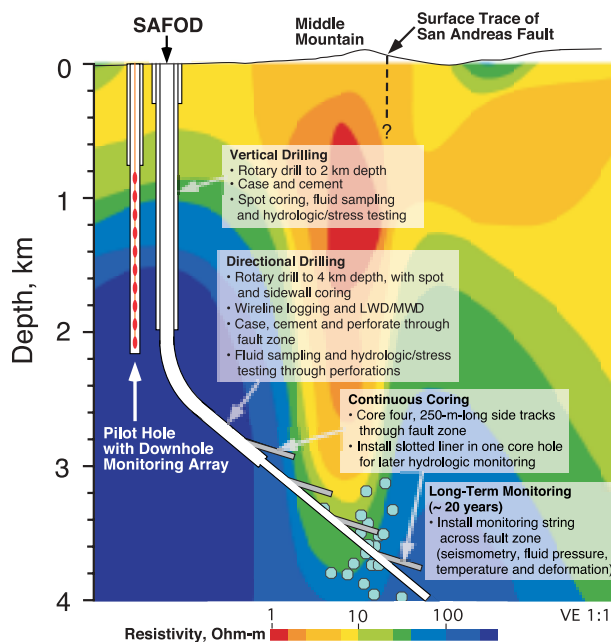 SAFOD
Middle
Mountain
Surface Trace of
San Andreas Fault
0
1
2
3
4
Depth, km
?
Vertical Drilling
• Rotary drill to 2 km depth
• Case and cement
• Spot coring, fluid sampling
and hydrologic/stress testing
Directional Drilling
• Rotary drill to 4 km depth, with spot
and sidewall coring
• Wireline logging and LWD/MWD
• Case, cement and perforate through
fault zone
• Fluid sampling and hydrologic/stress
testing through perforations
Pilot Hole
with Downhole
Monitoring Array
Continuous Coring
• Core four, 250-m-long side tracks
through fault zone
• Install slotted liner in one core hole
for later hydrologic monitoring
Long-Term Monitoring
(~ 20 years)
• Install monitoring string
across fault zone
(seismometry, fluid pressure,
temperature and deformation)
1 10 100
VE 1:1
Resistivity, Ohm-m